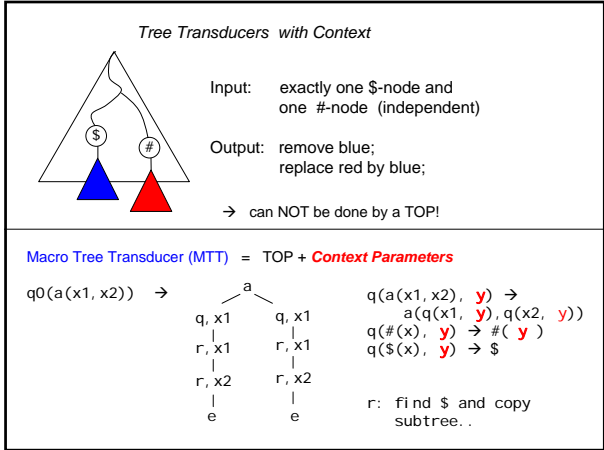 Tree Transducers with Context
$
#
Input: exactly one $-node and
one #-node (independent)
Output: remove blue;
replace red by blue;
→ can NOT be done by a TOP!
Macro Tree Transducer (MTT) = TOP + Context Parameters
q0(a(x1,x2)) →
a
q,x1 q,x1
r,x1 r,x1
r,x2 r,x2
e e
q(a(x1,x2), y) →
a(q(x1, y),q(x2, y))
q(#(x), y) → #( y )
q($(x), y) → $
r: find $ and copy
subtree..